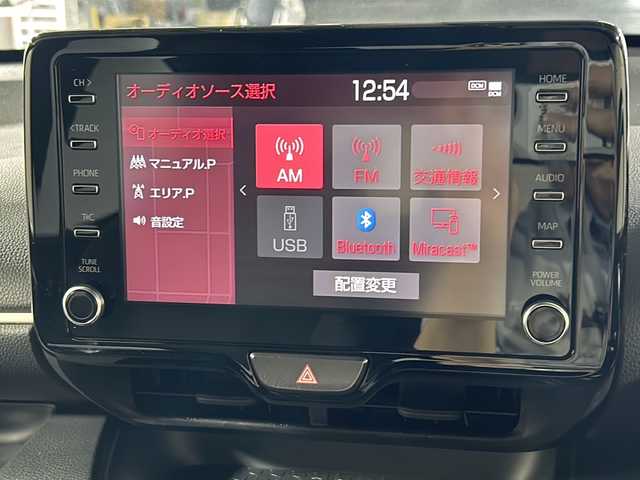 CH >
< TRACK
PHONE
T/C
TUNE
SCROLL
オーディオソース選択
12:54
DCM
DCM
オーディオ選択
マニュアル.P
エリア.P
音設定
AM
FM
交通情報
USB
Bluetooth
Miracast™
配置変更
HOME
MENU
AUDIO
MAP
POWER
VOLUME